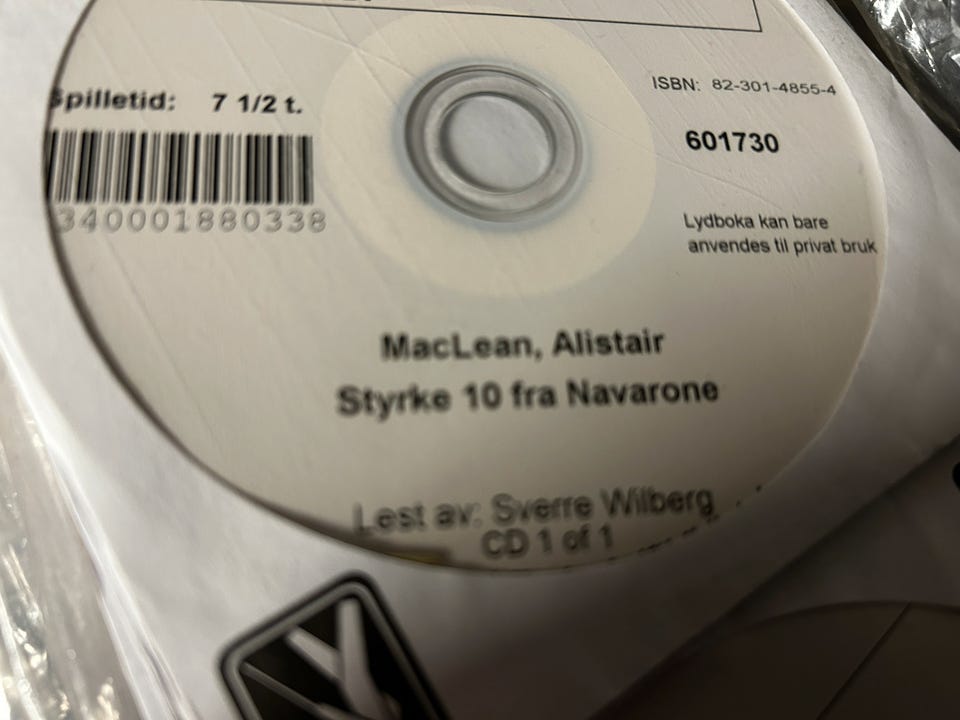 Spilletid: 7 1/2 t.
340001880338
ISBN: 82-301-4855-4
601730
Lydboka kan bare
anvendes til privat bruk
MacLean, Alistair
Styrke 10 fra Navarone
Lest av: Sverre Wilberg
CD 1 of 1